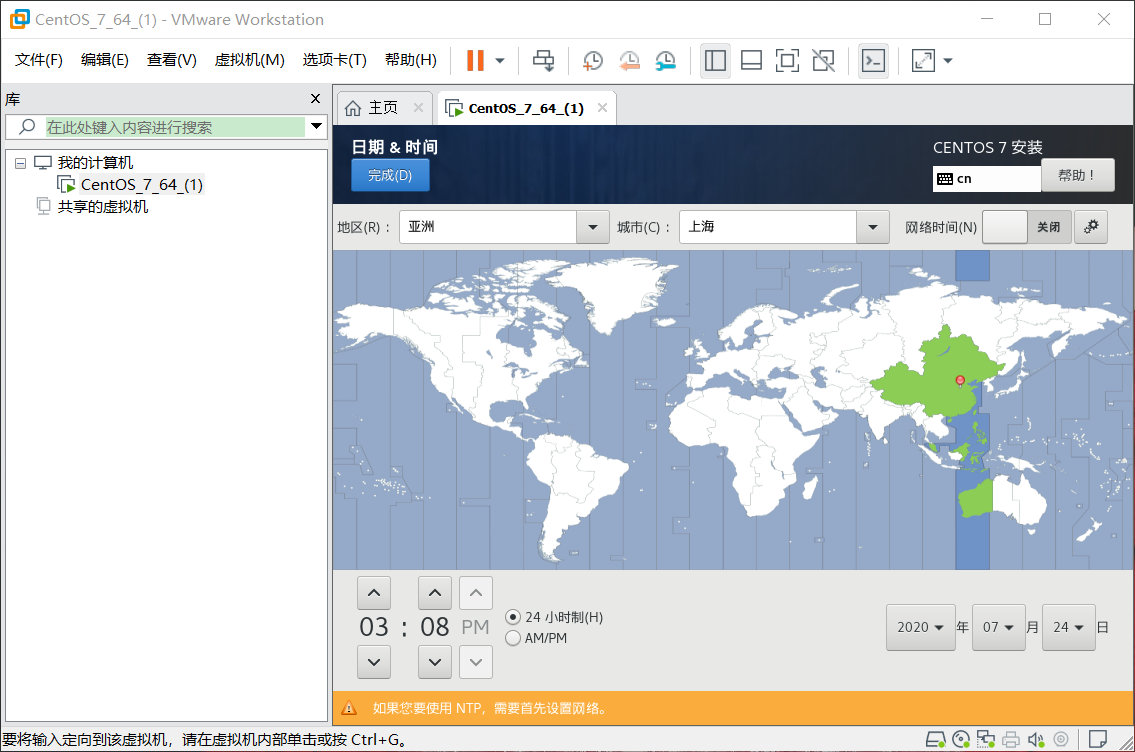 CentOS_7_64_(1) - VMware Workstation
文件(F) 编辑(E) 查看(V) 虚拟机(M) 选项卡(T) 帮助(H)
库
在此处键入内容进行搜索
我的计算机
CentOS_7_64_(1)
共享的虚拟机
主页 CentOS_7_64_(1)
日期 & 时间 CENTOS 7 安装
完成(D) cn 帮助！
地区(R)： 亚洲 城市(C)： 上海 网络时间(N) 关闭
03 : 08 PM
24 小时制(H)
AM/PM
2020 年 07 月 24 日
如果您要使用 NTP，需要首先设置网络。
要将输入定向到该虚拟机，请在虚拟机内部单击或按 Ctrl+G。